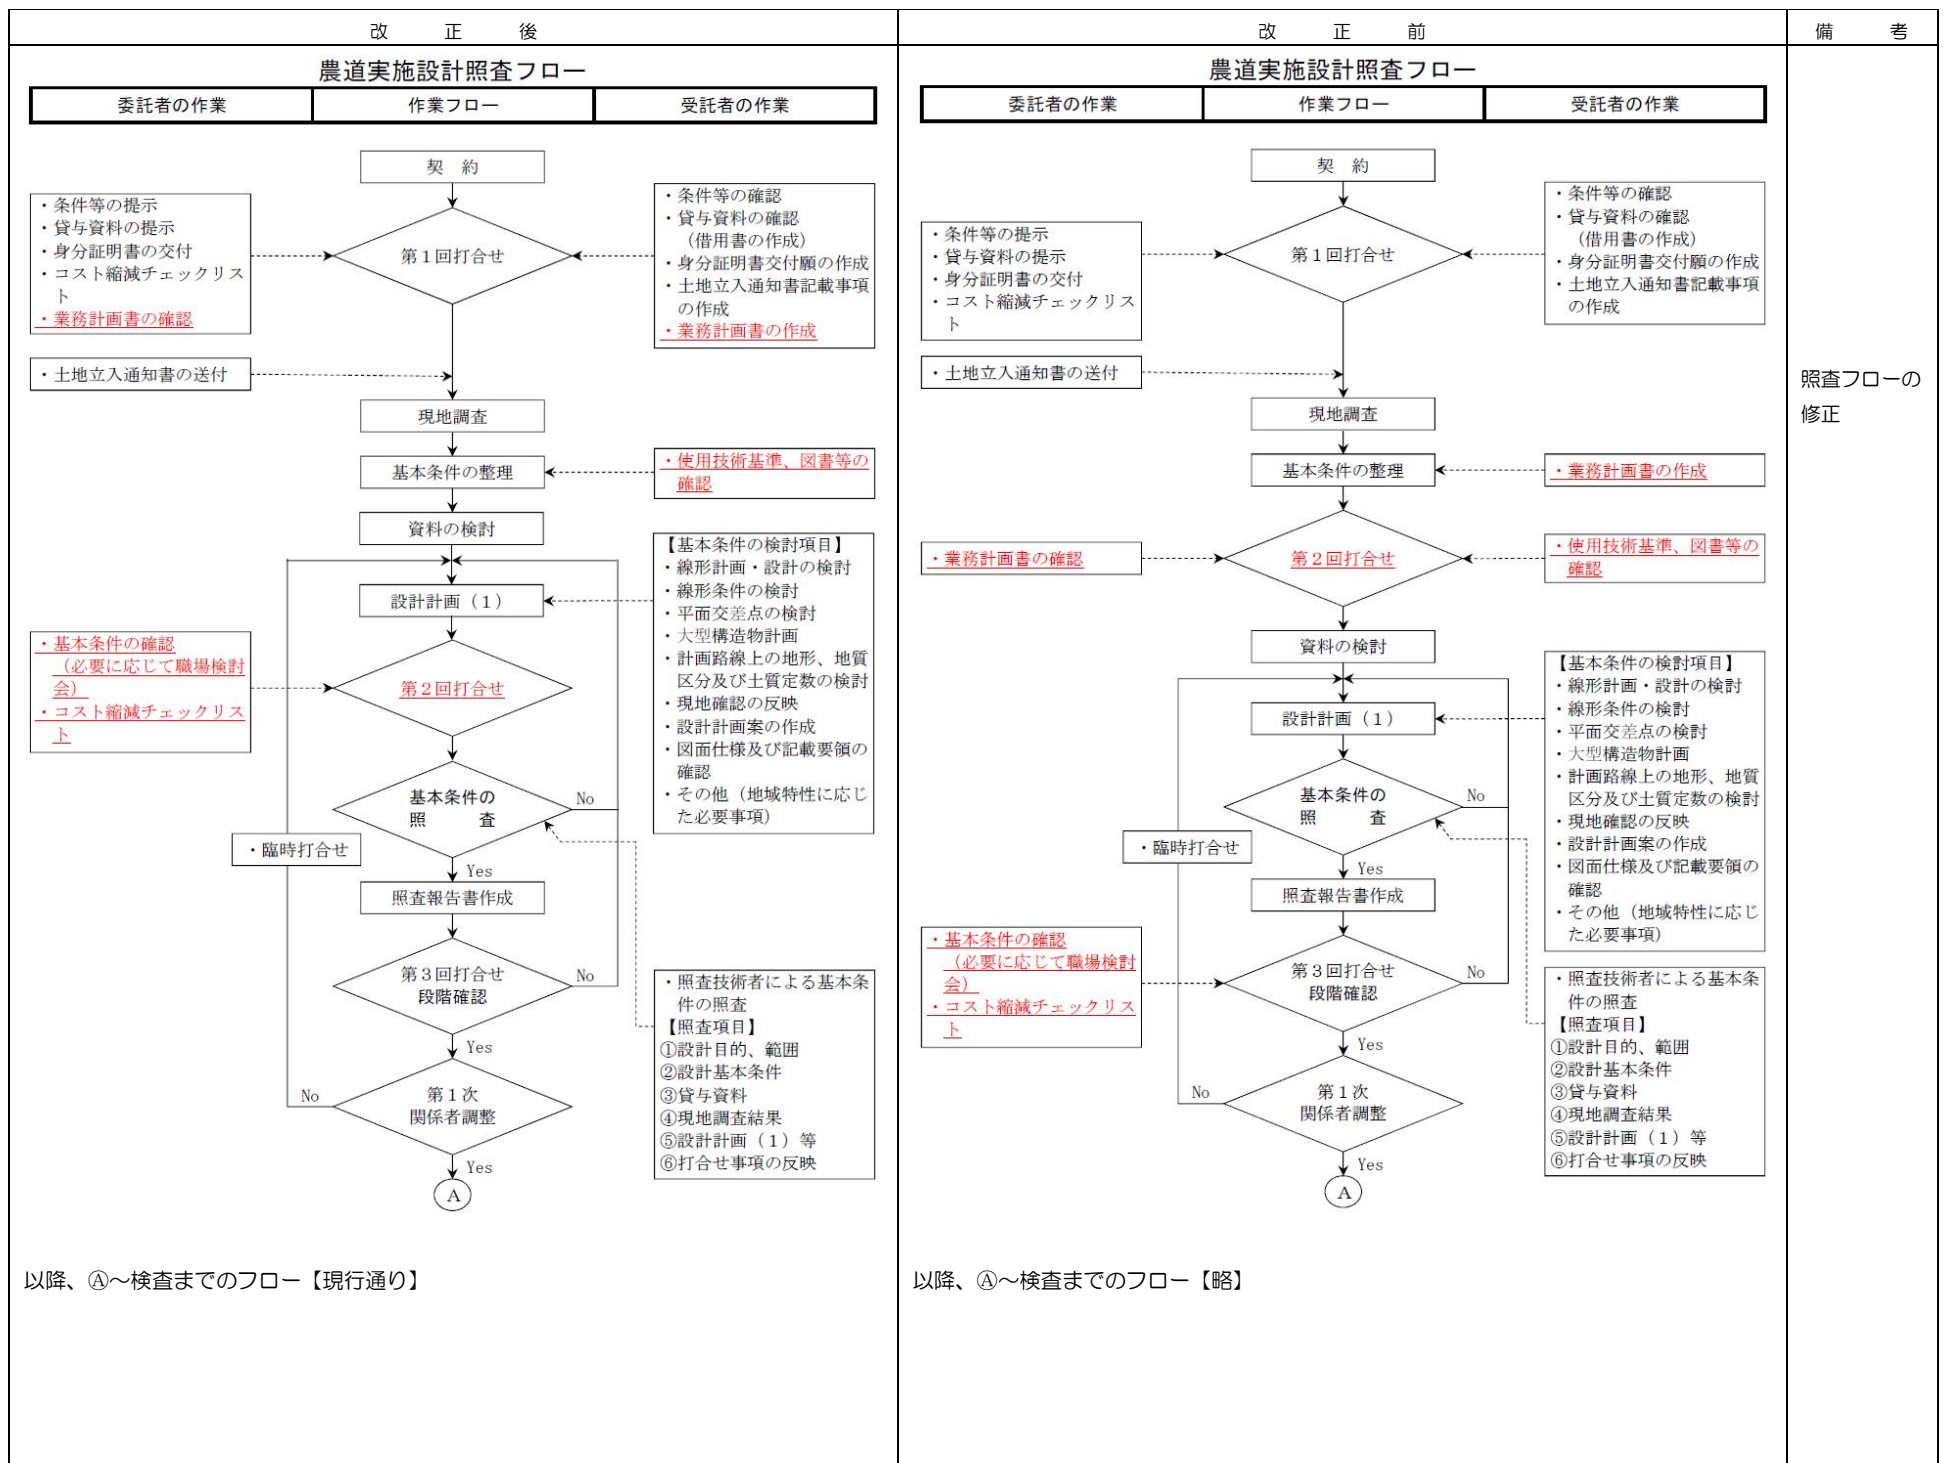 改正後
改正前
備考
農道実施設計照査フロー
委託者の作業
作業フロー
受託者の作業
契 約
・条件等の提示
・貸与資料の提示
・身分証明書の交付
・コスト縮減チェックリス
ト
・業務計画書の確認
第1回打合せ
・条件等の確認
・貸与資料の確認
（借用書の作成）
・身分証明書交付願の作成
・土地立入通知書記載事項
の作成
・業務計画書の作成
・土地立入通知書の送付
現地調査
基本条件の整理
・使用技術基準、図書等の
確認
資料の検討
設計計画（1）
【基本条件の検討項目】
・線形計画・設計の検討
・線形条件の検討
・平面交差点の検討
・大型構造物計画
・計画路線上の地形、地質
区分及び土質定数の検討
・現地確認の反映
・設計計画案の作成
・図面仕様及び記載要領の
確認
・その他（地域特性に応じ
た必要事項）
・基本条件の確認
（必要に応じて職場検討
会）
・コスト縮減チェックリス
ト
第2回打合せ
基本条件の
照 査
No
・臨時打合せ
Yes
照査報告書作成
第3回打合せ
段階確認
No
Yes
・照査技術者による基本条
件の照査
【照査項目】
①設計目的、範囲
②設計基本条件
③貸与資料
④現地調査結果
⑤設計計画（1）等
⑥打合せ事項の反映
No
第1次
関係者調整
Yes
A
以降、Ⓐ～検査までのフロー【現行通り】
農道実施設計照査フロー
委託者の作業
作業フロー
受託者の作業
契 約
・条件等の提示
・貸与資料の提示
・身分証明書の交付
・コスト縮減チェックリス
ト
第1回打合せ
・条件等の確認
・貸与資料の確認
（借用書の作成）
・身分証明書交付願の作成
・土地立入通知書記載事項
の作成
・土地立入通知書の送付
現地調査
基本条件の整理
・業務計画書の作成
・業務計画書の確認
第2回打合せ
・使用技術基準、図書等の
確認
資料の検討
設計計画（1）
【基本条件の検討項目】
・線形計画・設計の検討
・線形条件の検討
・平面交差点の検討
・大型構造物計画
・計画路線上の地形、地質
区分及び土質定数の検討
・現地確認の反映
・設計計画案の作成
・図面仕様及び記載要領の
確認
・その他（地域特性に応じ
た必要事項）
基本条件の
照 査
No
・臨時打合せ
Yes
照査報告書作成
・基本条件の確認
（必要に応じて職場検討
会）
・コスト縮減チェックリス
ト
第3回打合せ
段階確認
No
Yes
・照査技術者による基本条
件の照査
【照査項目】
①設計目的、範囲
②設計基本条件
③貸与資料
④現地調査結果
⑤設計計画（1）等
⑥打合せ事項の反映
No
第1次
関係者調整
Yes
A
以降、Ⓐ～検査までのフロー【略】
照査フローの
修正